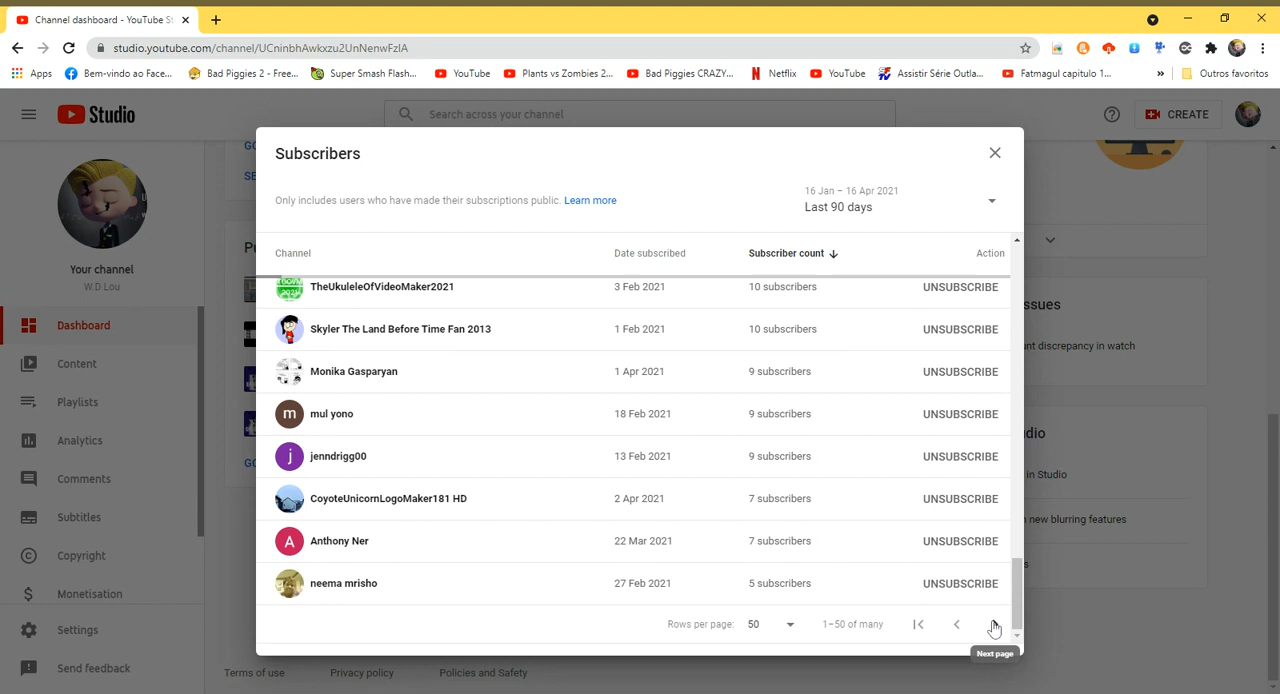 Channel dashboard - YouTube St
studio.youtube.com/channel/UCninbhAwkxzu2UnNenwFzIA
Apps Bem-vindo ao Face... Bad Piggies 2 - Free... Super Smash Flash... YouTube Plants vs Zombies 2... Bad Piggies CRAZY... Netflix YouTube Assistir Série Outla... Fatmagul capitulo 1... » Outros favoritos
Studio
Search across your channel
CREATE
Subscribers
Only includes users who have made their subscriptions public. Learn more
16 Jan – 16 Apr 2021
Last 90 days
Channel Date subscribed Subscriber count Action
TheUkuleleOfVideoMaker2021 3 Feb 2021 10 subscribers UNSUBSCRIBE
Skyler The Land Before Time Fan 2013 1 Feb 2021 10 subscribers UNSUBSCRIBE
Monika Gasparyan 1 Apr 2021 9 subscribers UNSUBSCRIBE
m mul yono 18 Feb 2021 9 subscribers UNSUBSCRIBE
j jenndrigg00 13 Feb 2021 9 subscribers UNSUBSCRIBE
CoyoteUnicornLogoMaker181 HD 2 Apr 2021 7 subscribers UNSUBSCRIBE
A Anthony Ner 22 Mar 2021 7 subscribers UNSUBSCRIBE
neema mrisho 27 Feb 2021 5 subscribers UNSUBSCRIBE
Rows per page: 50 1–50 of many
Next page
Your channel
W.D Lou
Dashboard
Content
Playlists
Analytics
Comments
Subtitles
Copyright
Monetisation
Settings
Send feedback
GO
SE
Pu
GO
ssues
unt discrepancy in watch
dio
in Studio
new blurring features
s
Terms of use Privacy policy Policies and Safety